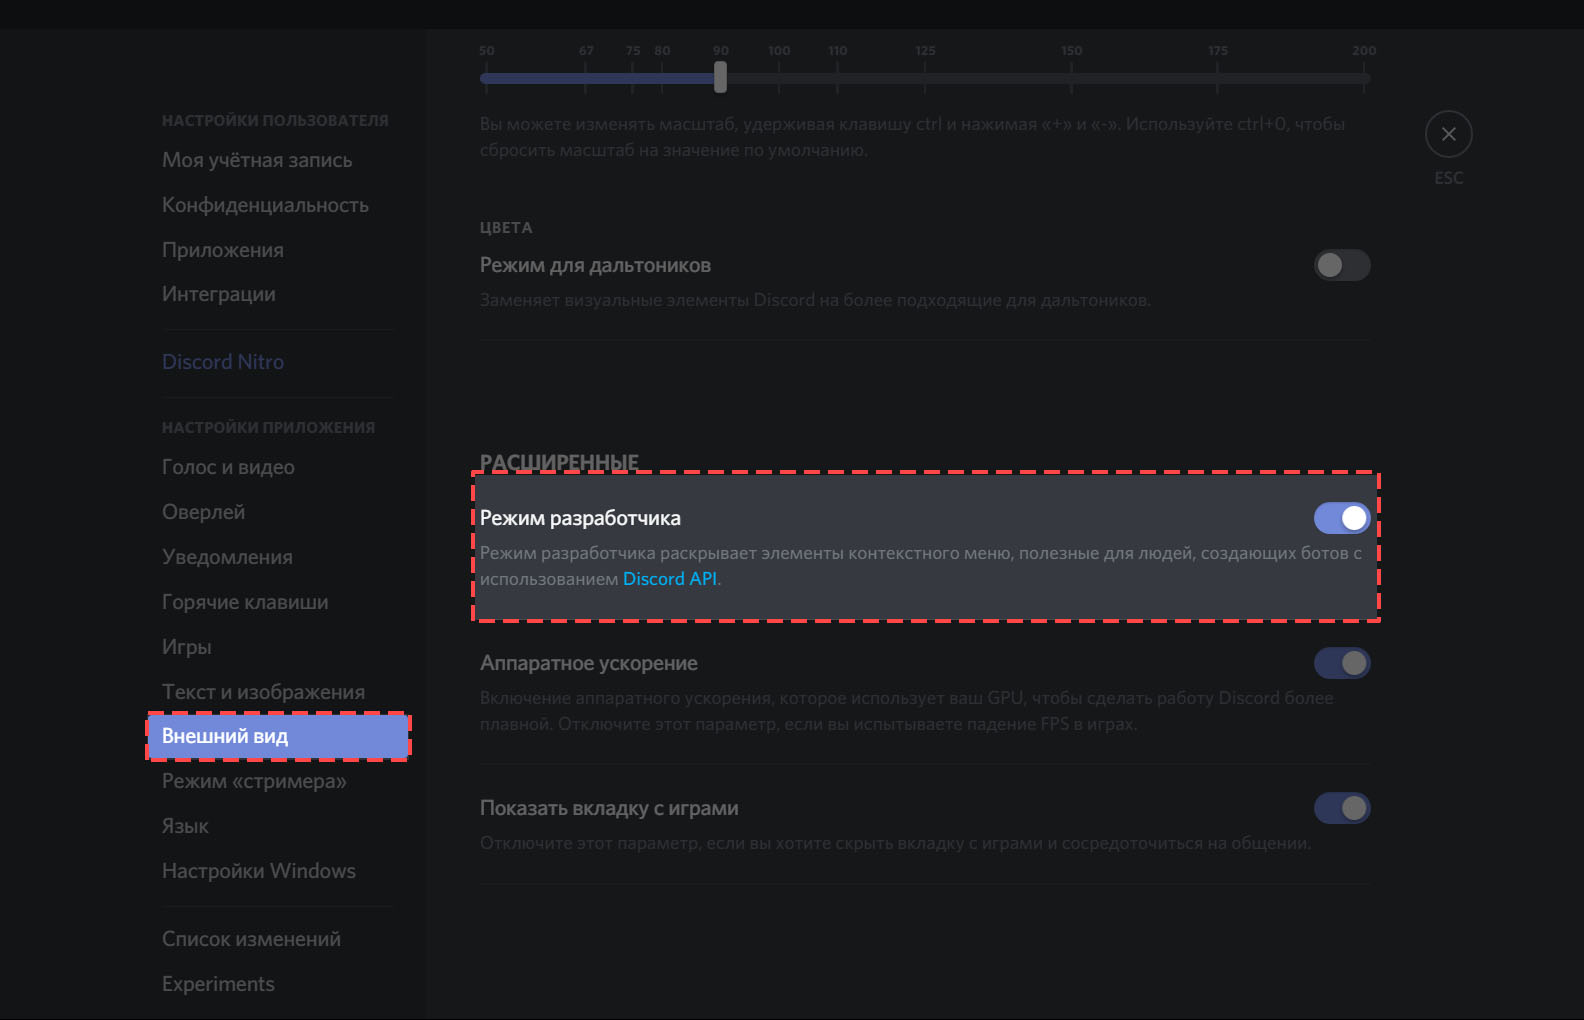 НАСТРОЙКИ ПОЛЬЗОВАТЕЛЯ
Моя учётная запись
Конфиденциальность
Приложения
Интеграции
Discord Nitro
НАСТРОЙКИ ПРИЛОЖЕНИЯ
Голос и видео
Оверлей
Уведомления
Горячие клавиши
Игры
Текст и изображения
Внешний вид
Режим «стримера»
Язык
Настройки Windows
Список изменений
Experiments
50 67 75 80 90 100 110 125 150 175 200
Вы можете изменять масштаб, удерживая клавишу ctrl и нажимая «+» и «-». Используйте ctrl+0, чтобы
сбросить масштаб на значение по умолчанию.
ЦВЕТА
Режим для дальтоников
Заменяет визуальные элементы Discord на более подходящие для дальтоников.
РАСШИРЕННЫЕ
Режим разработчика
Режим разработчика раскрывает элементы контекстного меню, полезные для людей, создающих ботов с
использованием Discord API.
Аппаратное ускорение
Включение аппаратного ускорения, которое использует ваш GPU, чтобы сделать работу Discord более
плавной. Отключите этот параметр, если вы испытываете падение FPS в играх.
Показать вкладку с играми
Отключите этот параметр, если вы хотите скрыть вкладку с играми и сосредоточиться на общении.
ESC